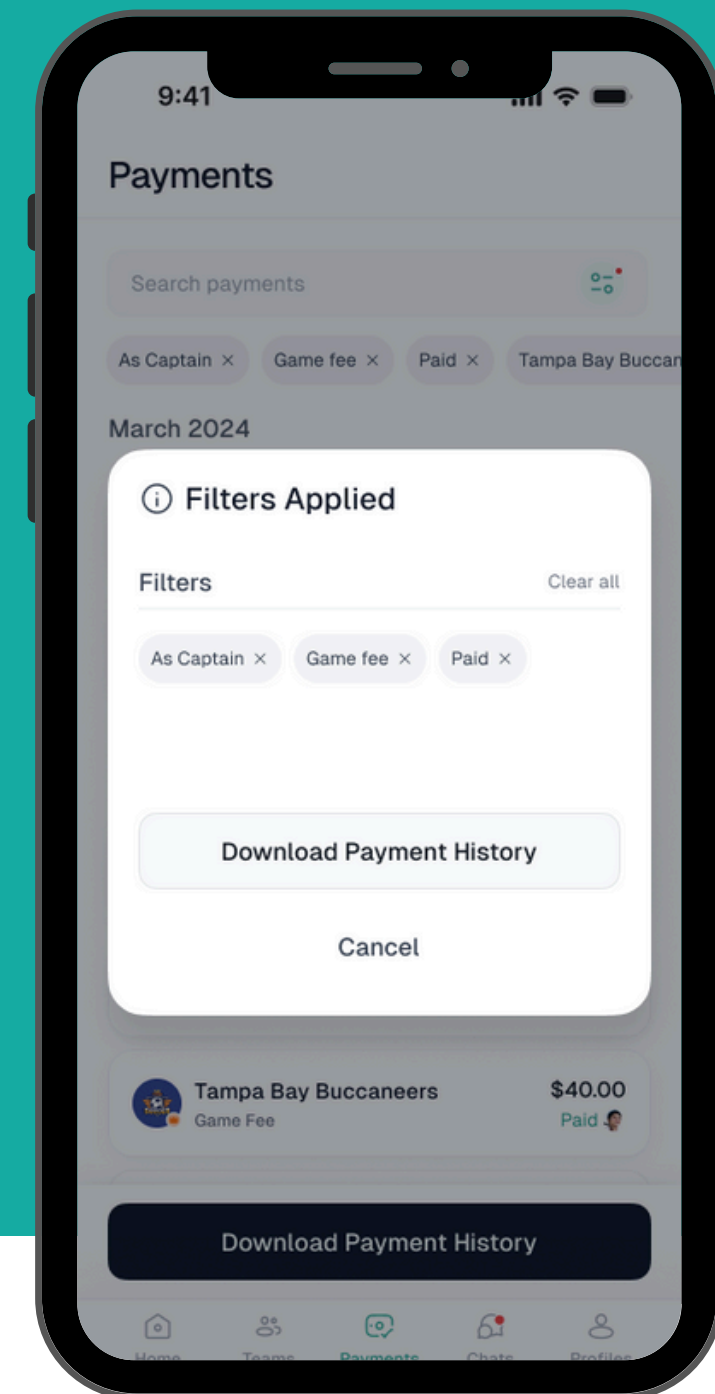 9:41
Payments
Search payments
As Captain × Game fee × Paid × Tampa Bay Buccan
March 2024
Filters Applied
Filters Clear all
As Captain × Game fee × Paid ×
Download Payment History
Cancel
Tampa Bay Buccaneers $40.00
Game Fee Paid
Download Payment History
Home Teams Payments Chats Profiles